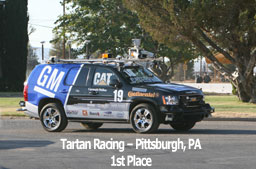 GM
CAT
19
Continental
Tartan Racing – Pittsburgh, PA
1st Place